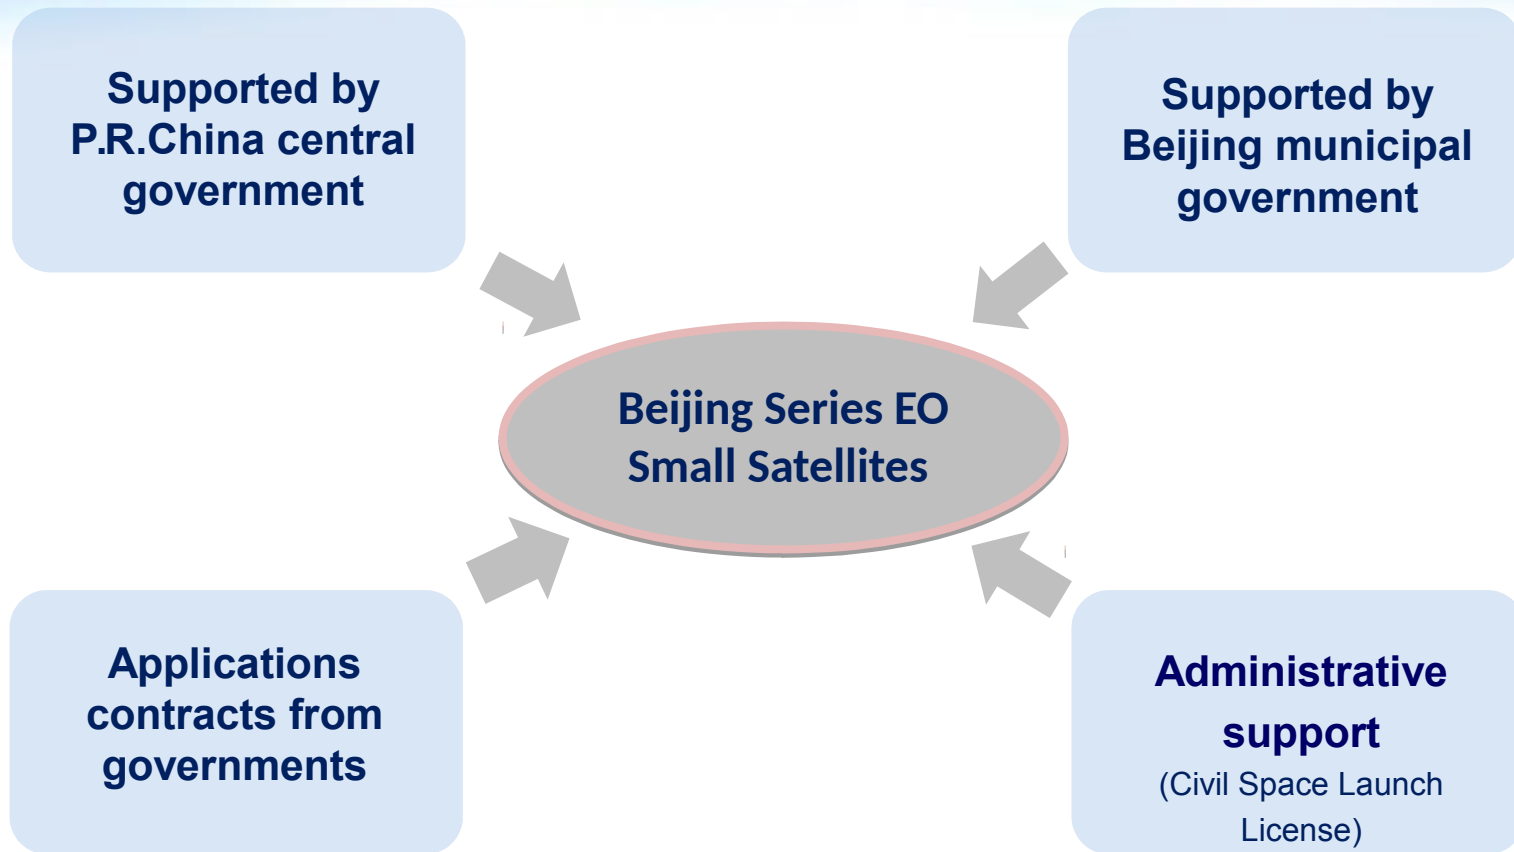 Supported by
P.R.China central
government
Supported by
Beijing municipal
government
Beijing Series EO
Small Satellites
Applications
contracts from
governments
Administrative
support
(Civil Space Launch
License)